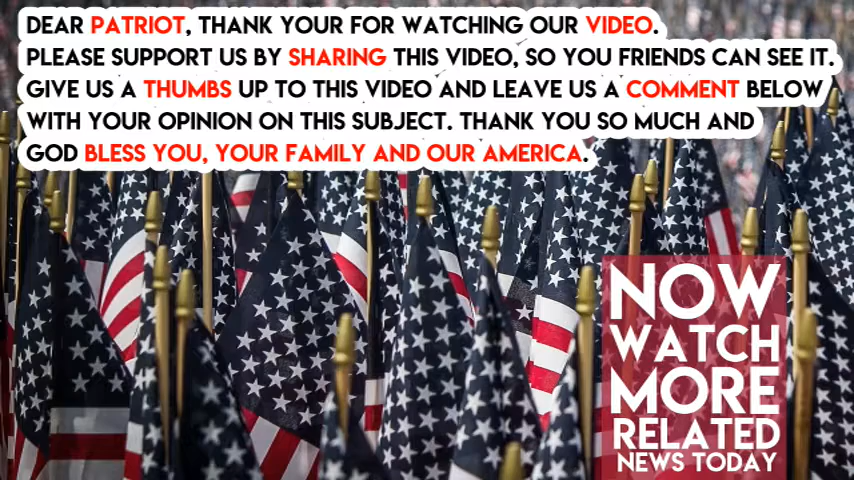 DEAR PATRIOT, THANK YOUR FOR WATCHING OUR VIDEO.
PLEASE SUPPORT US BY SHARING THIS VIDEO, SO YOU FRIENDS CAN SEE IT.
GIVE US A THUMBS UP TO THIS VIDEO AND LEAVE US A COMMENT BELOW
WITH YOUR OPINION ON THIS SUBJECT. THANK YOU SO MUCH AND
GOD BLESS YOU, YOUR FAMILY AND OUR AMERICA.
NOW
WATCH
MORE
RELATED
NEWS TODAY